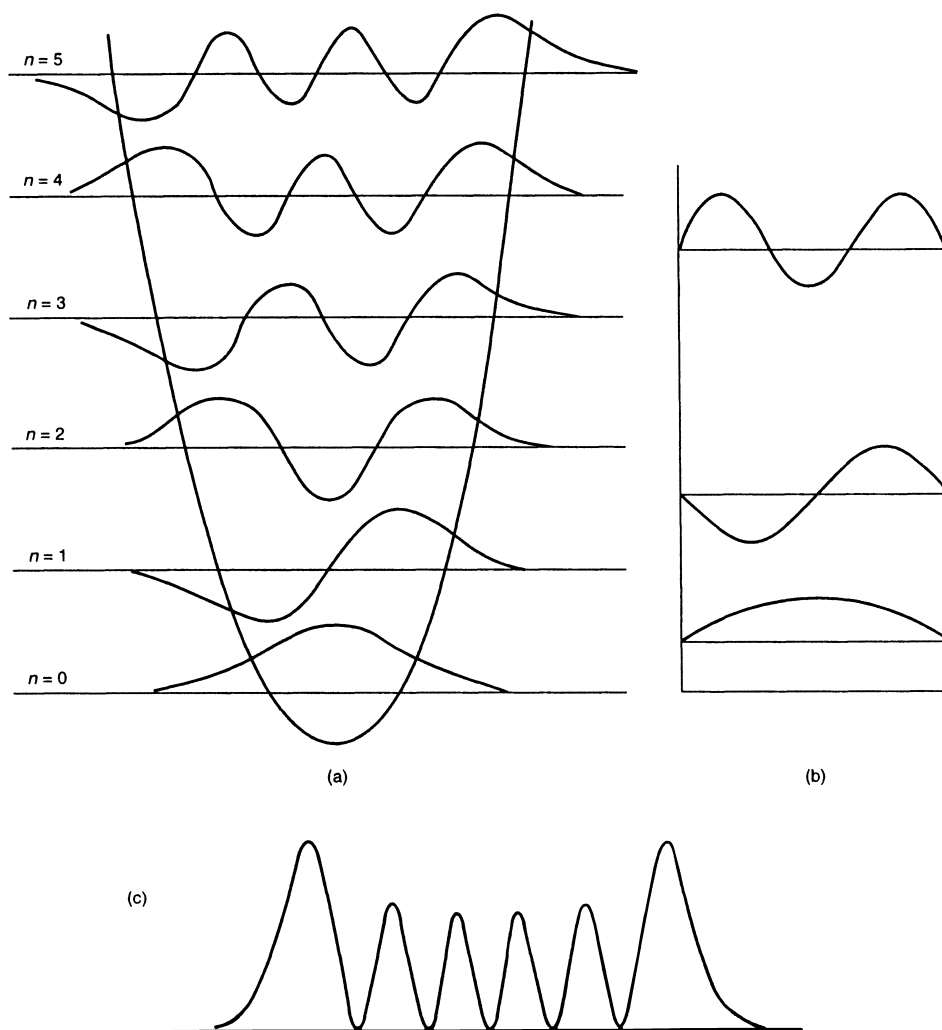 n = 5
n = 4
n = 3
n = 2
n = 1
n = 0
(a)
(b)
(c)